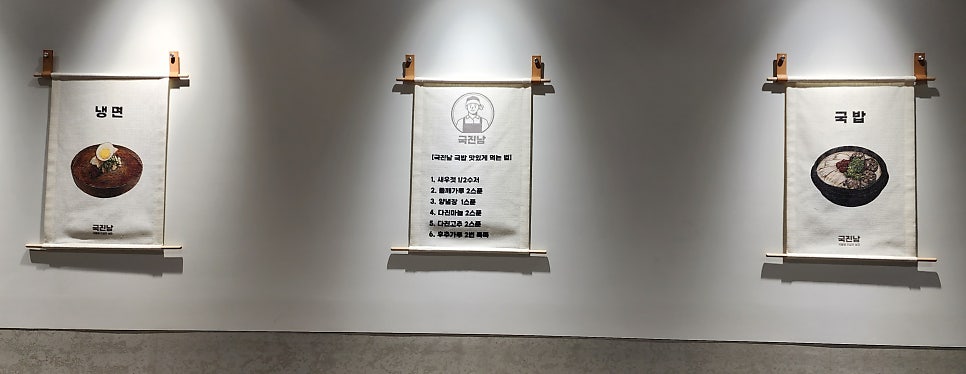 냉면
국진남
국진남
[국진남 국밥 맛있게 먹는 법]
1. 새우젓 1/2수저
2. 들깨가루 2스푼
3. 양념장 1스푼
4. 다진마늘 2스푼
5. 다진고추 2스푼
6. 후추가루 2번 톡톡
국밥
국진남